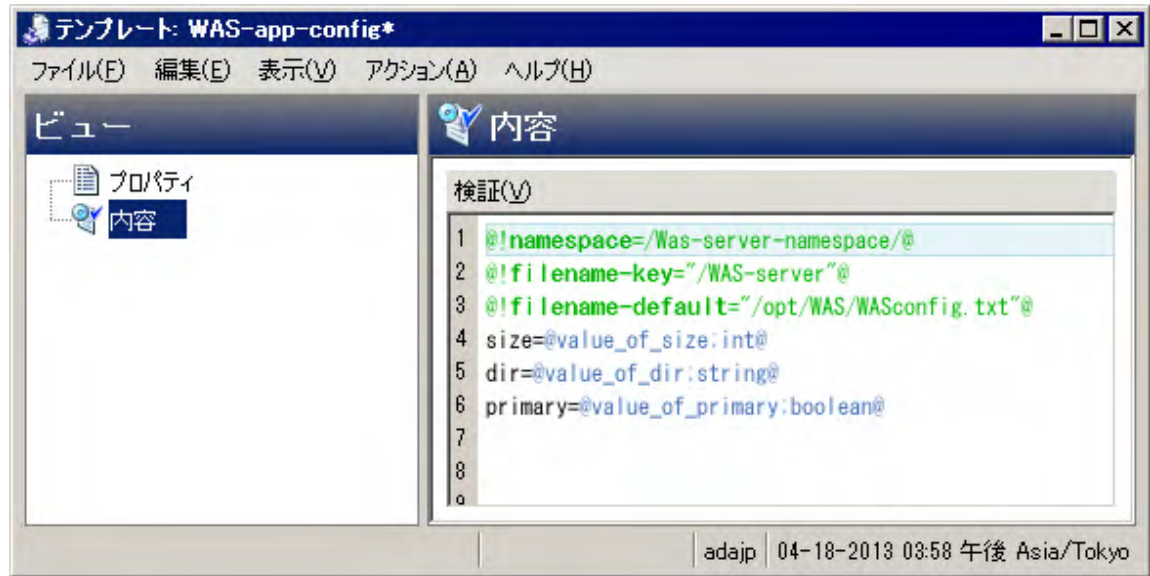 テンプレート: WAS-app-config*
ファイル(F) 編集(E) 表示(V) アクション(A) ヘルプ(H)
ビュー
プロパティ
内容
内容
検証(V)
1 @!namespace=/Was-server-namespace/@
2 @!filename-key="/WAS-server"@
3 @!filename-default="/opt/WAS/WASconfig.txt"@
4 size=@value_of_size;int@
5 dir=@value_of_dir;string@
6 primary=@value_of_primary;boolean@
7
8
9
adajp 04-18-2013 03:58 午後 Asia/Tokyo